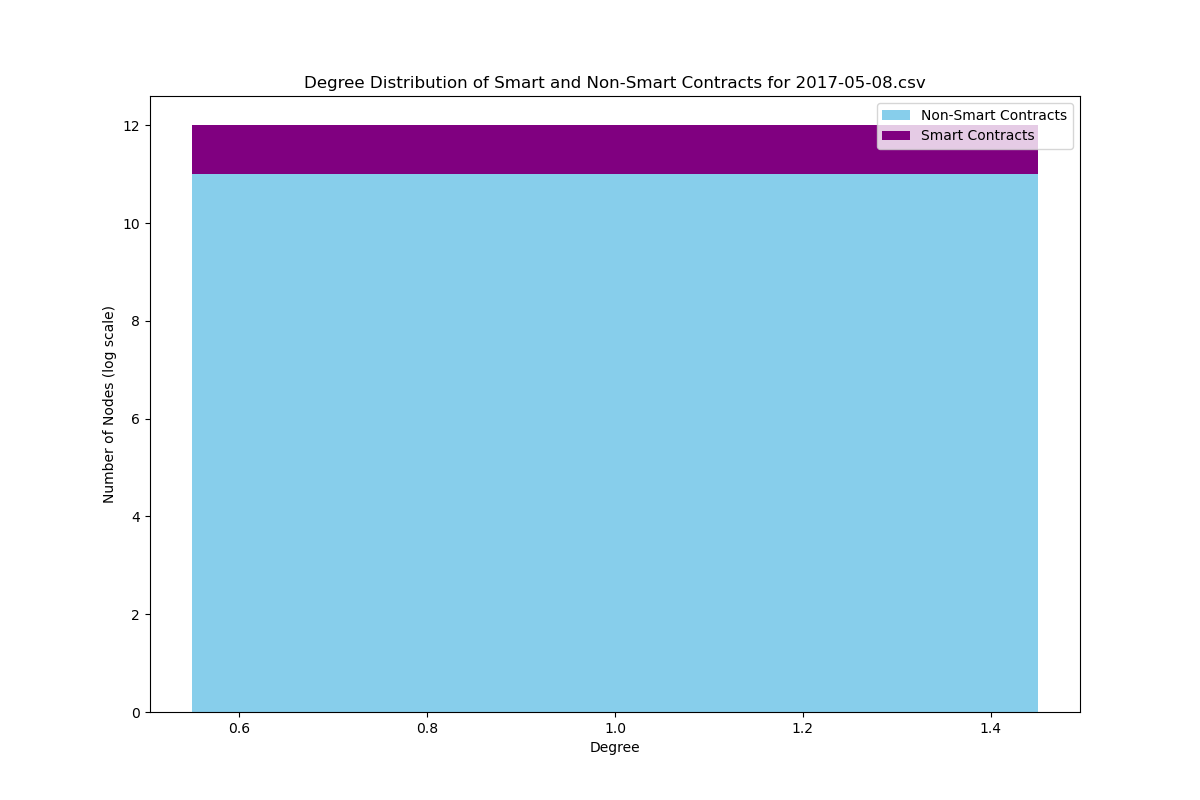 Degree Distribution of Smart and Non-Smart Contracts for 2017-05-08.csv
Non-Smart Contracts
Smart Contracts
12
10
8
6
4
2
0
Number of Nodes (log scale)
0.6 0.8 1.0 1.2 1.4
Degree